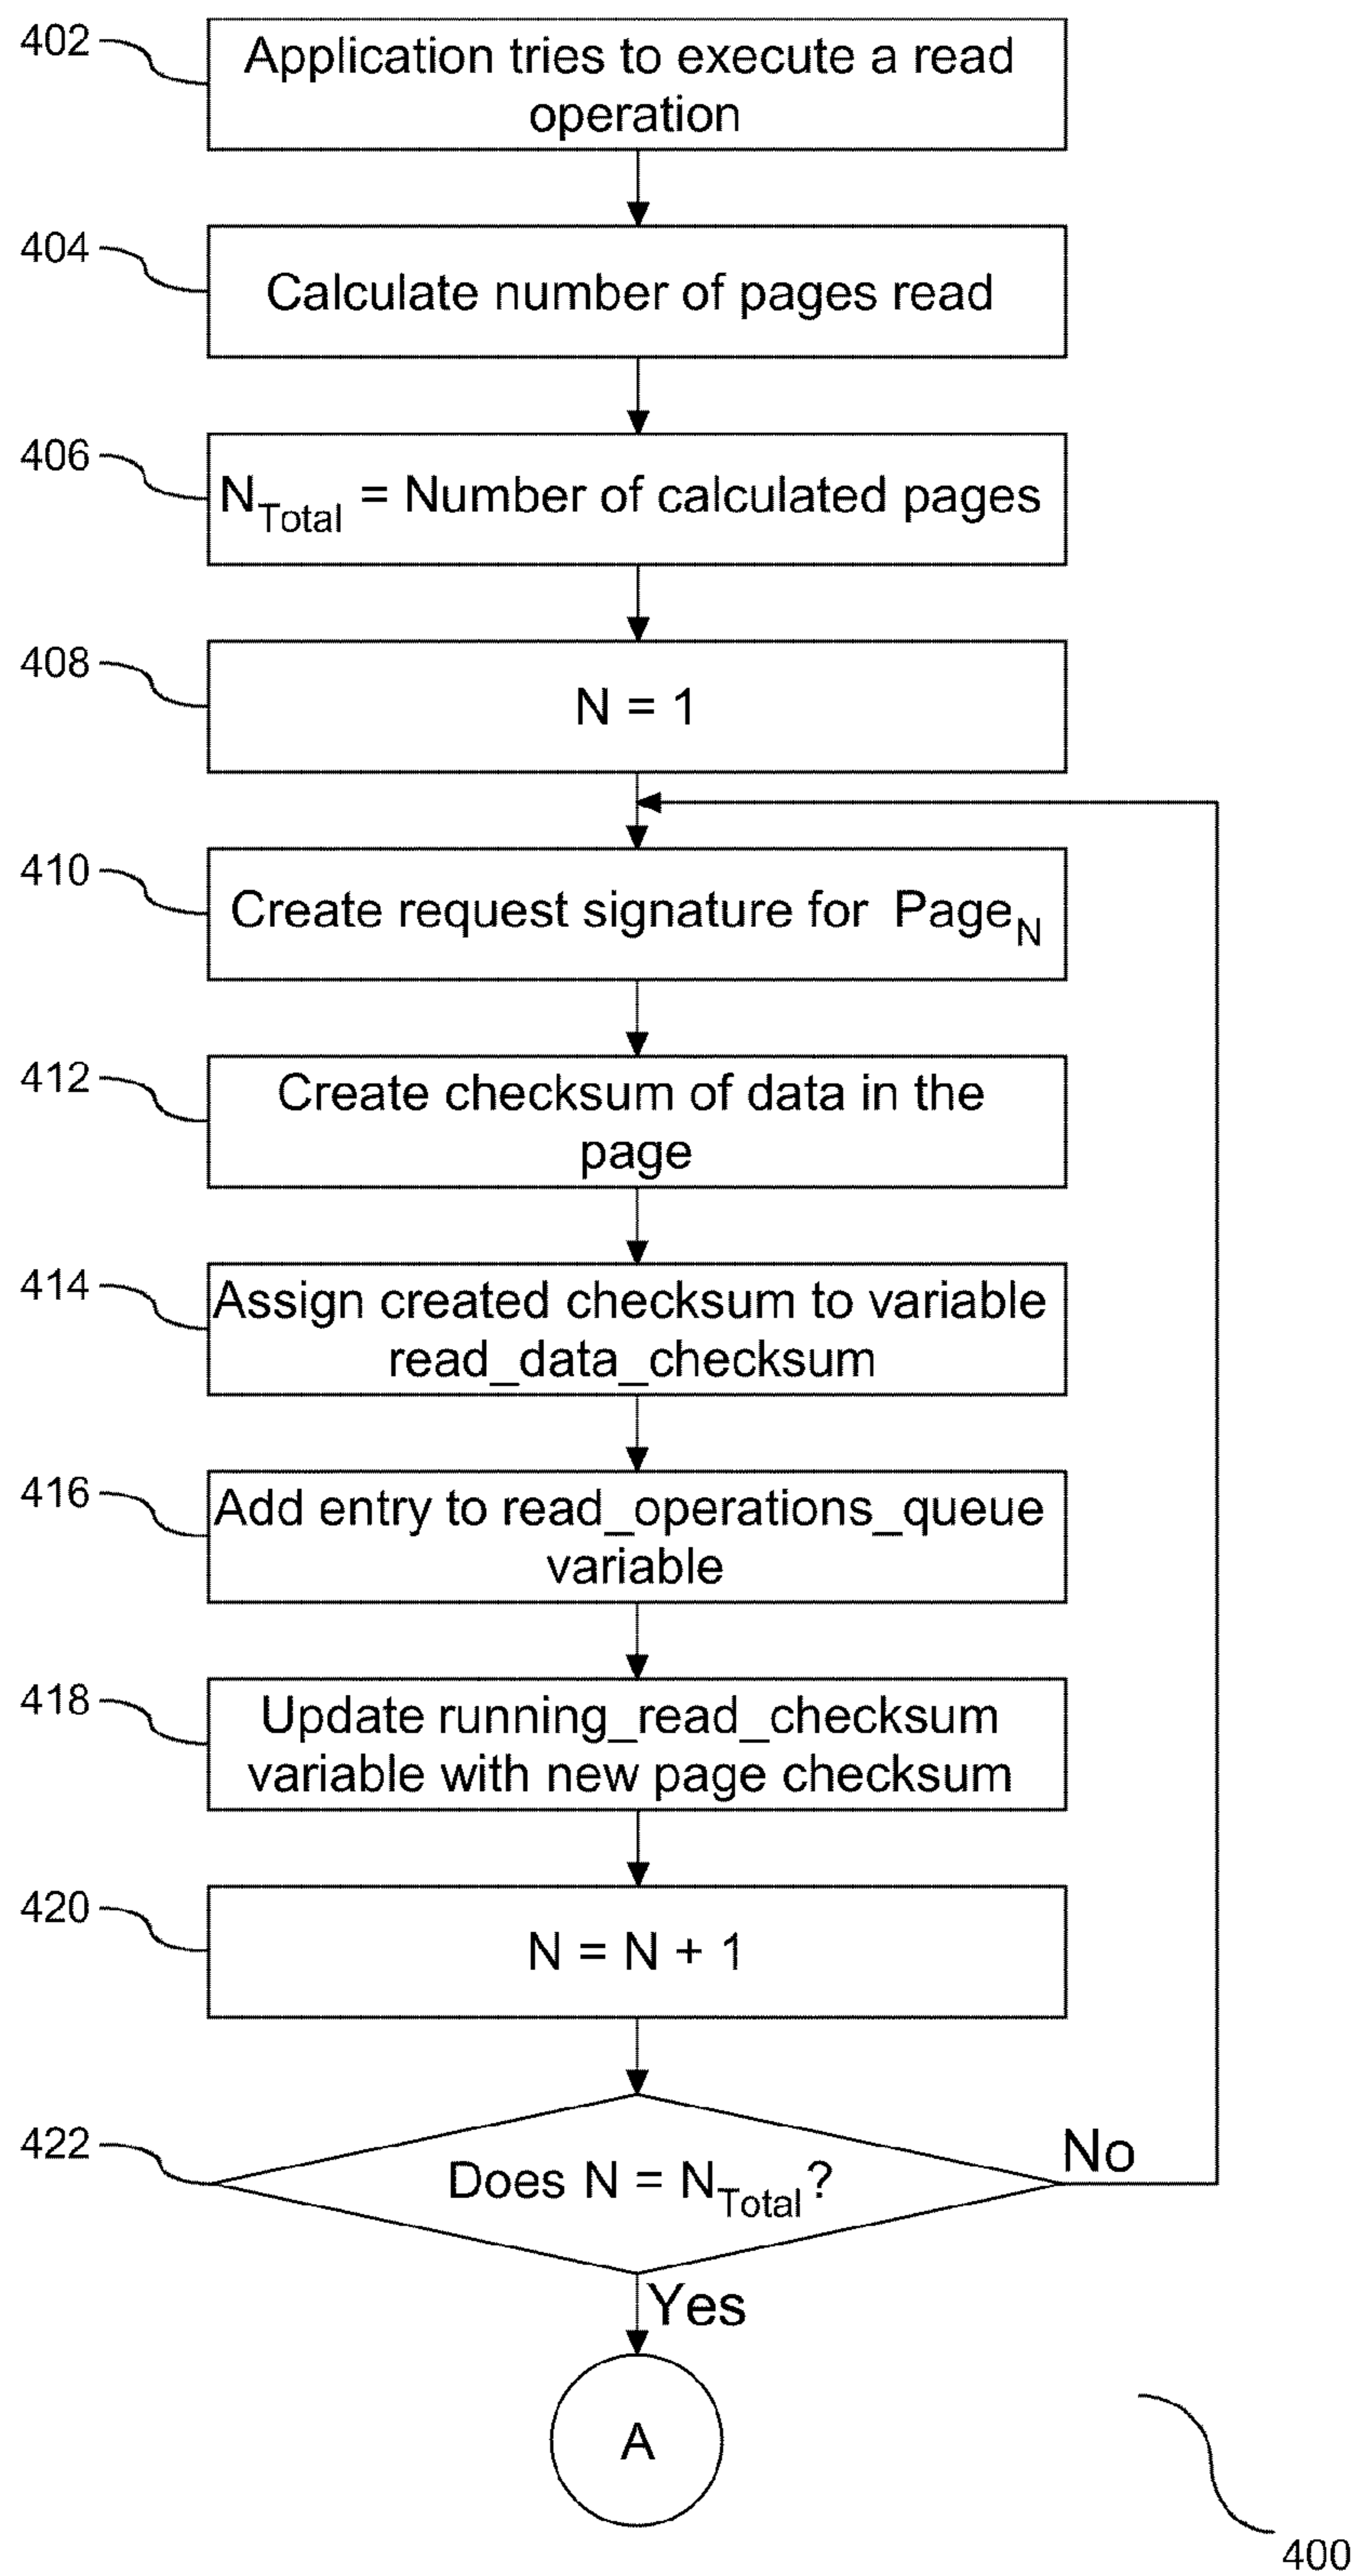 402
Application tries to execute a read
operation
404
Calculate number of pages read
406
N_Total = Number of calculated pages
408
N = 1
410
Create request signature for Page_N
412
Create checksum of data in the
page
414
Assign created checksum to variable
read_data_checksum
416
Add entry to read_operations_queue
variable
418
Update running_read_checksum
variable with new page checksum
420
N = N + 1
422
Does N = N_Total?
No
Yes
A
400